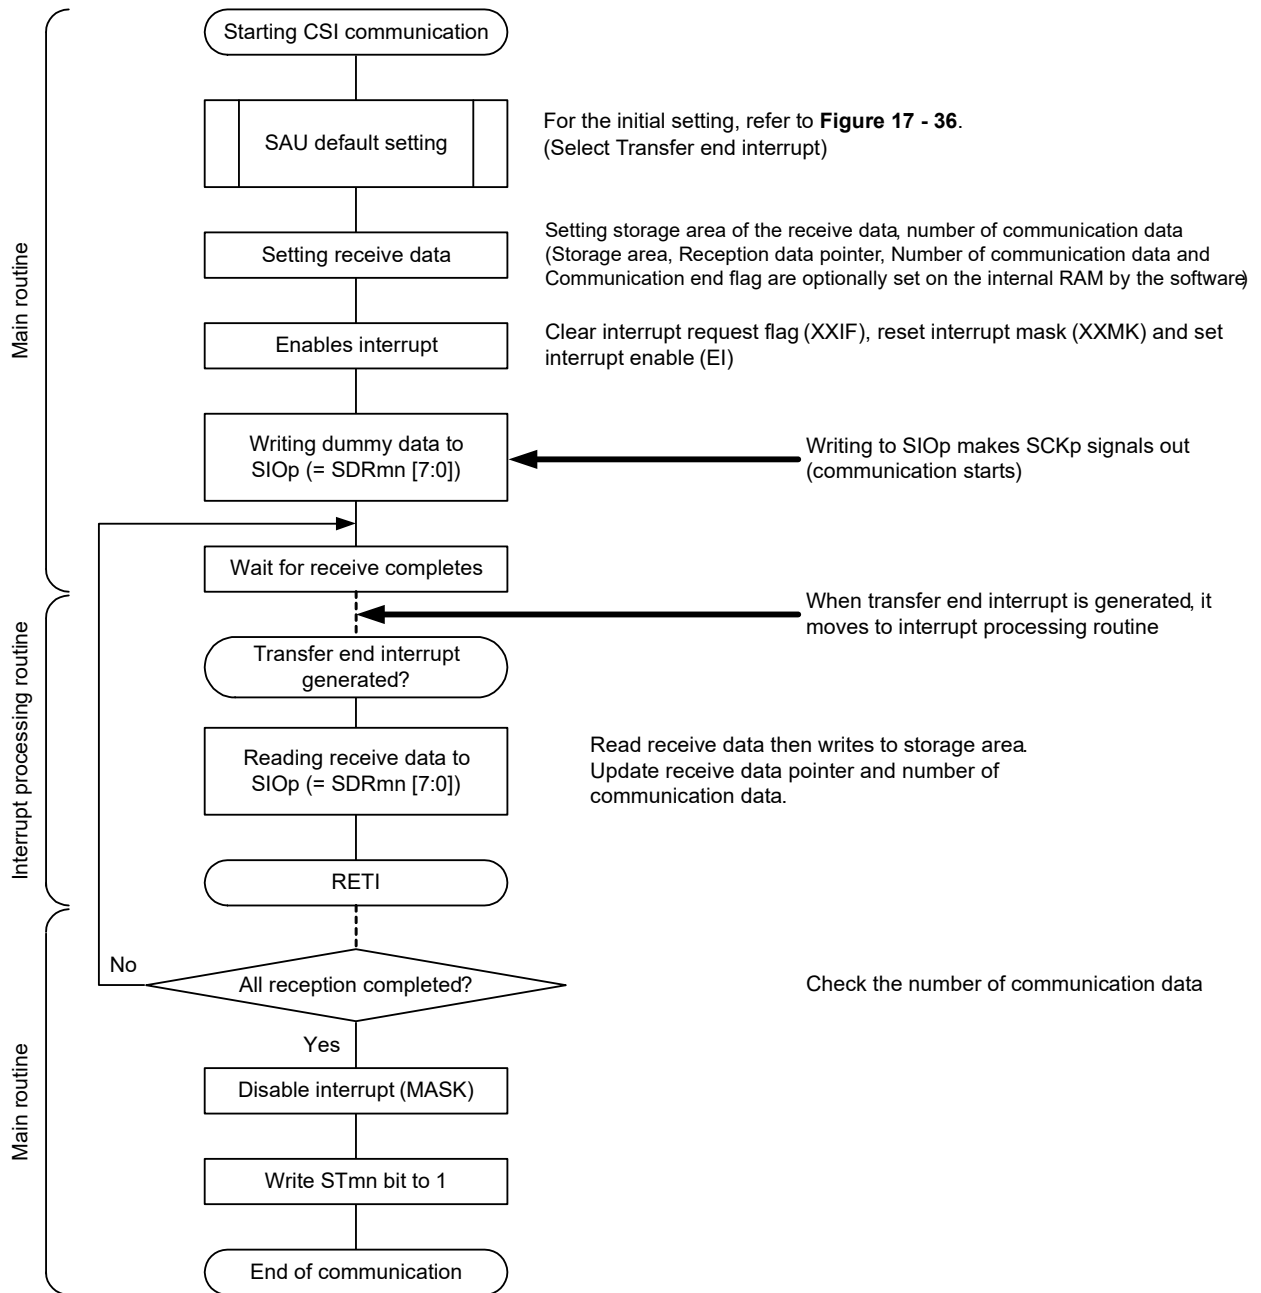 Starting CSI communication
SAU default setting
For the initial setting, refer to Figure 17 - 36.
(Select Transfer end interrupt)
Setting receive data
Setting storage area of the receive data, number of communication data
(Storage area, Reception data pointer, Number of communication data and
Communication end flag are optionally set on the internal RAM by the software)
Main routine
Enables interrupt
Clear interrupt request flag (XXIF), reset interrupt mask (XXMK) and set
interrupt enable (EI)
Writing dummy data to
SIOp (= SDRmn [7:0])
Writing to SIOp makes SCKp signals out
(communication starts)
Wait for receive completes
When transfer end interrupt is generated, it
moves to interrupt processing routine
Transfer end interrupt
generated?
Interrupt processing routine
Reading receive data to
SIOp (= SDRmn [7:0])
Read receive data then writes to storage area.
Update receive data pointer and number of
communication data.
RETI
No
All reception completed?
Check the number of communication data
Yes
Main routine
Disable interrupt (MASK)
Write STmn bit to 1
End of communication